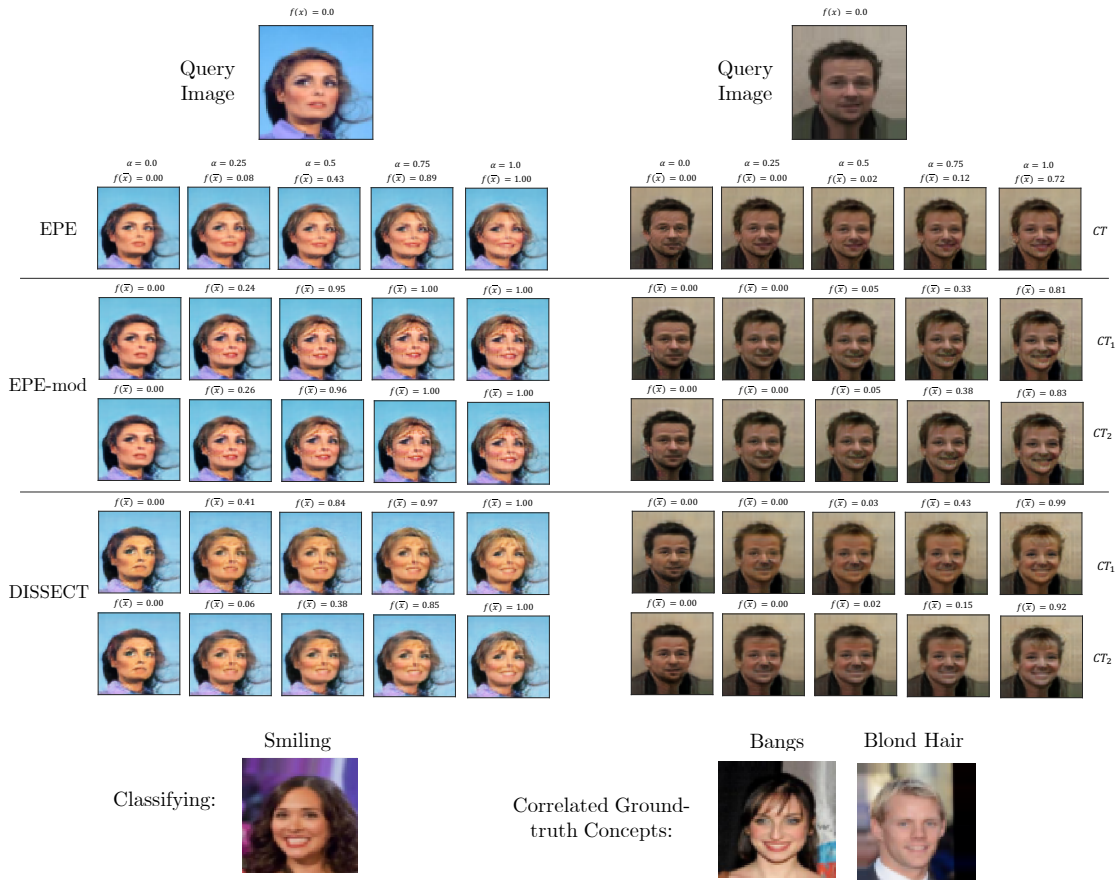 f(x) = 0.0 f(x) = 0.0
Query
Image
Query
Image
α = 0.0 α = 0.25 α = 0.5 α = 0.75 α = 1.0 α = 0.0 α = 0.25 α = 0.5 α = 0.75 α = 1.0
f(x̄) = 0.00 f(x̄) = 0.08 f(x̄) = 0.43 f(x̄) = 0.89 f(x̄) = 1.00 f(x̄) = 0.00 f(x̄) = 0.00 f(x̄) = 0.02 f(x̄) = 0.12 f(x̄) = 0.72
EPE CT
f(x̄) = 0.00 f(x̄) = 0.24 f(x̄) = 0.95 f(x̄) = 1.00 f(x̄) = 1.00 f(x̄) = 0.00 f(x̄) = 0.00 f(x̄) = 0.05 f(x̄) = 0.33 f(x̄) = 0.81
CT₁
EPE-mod
f(x̄) = 0.00 f(x̄) = 0.26 f(x̄) = 0.96 f(x̄) = 1.00 f(x̄) = 1.00 f(x̄) = 0.00 f(x̄) = 0.00 f(x̄) = 0.05 f(x̄) = 0.38 f(x̄) = 0.83
CT₂
f(x̄) = 0.00 f(x̄) = 0.41 f(x̄) = 0.84 f(x̄) = 0.97 f(x̄) = 1.00 f(x̄) = 0.00 f(x̄) = 0.00 f(x̄) = 0.03 f(x̄) = 0.43 f(x̄) = 0.99
CT₁
DISSECT
f(x̄) = 0.00 f(x̄) = 0.06 f(x̄) = 0.38 f(x̄) = 0.85 f(x̄) = 1.00 f(x̄) = 0.00 f(x̄) = 0.00 f(x̄) = 0.02 f(x̄) = 0.15 f(x̄) = 0.92
CT₂
Smiling
Classifying:
Bangs Blond Hair
Correlated Ground-
truth Concepts: